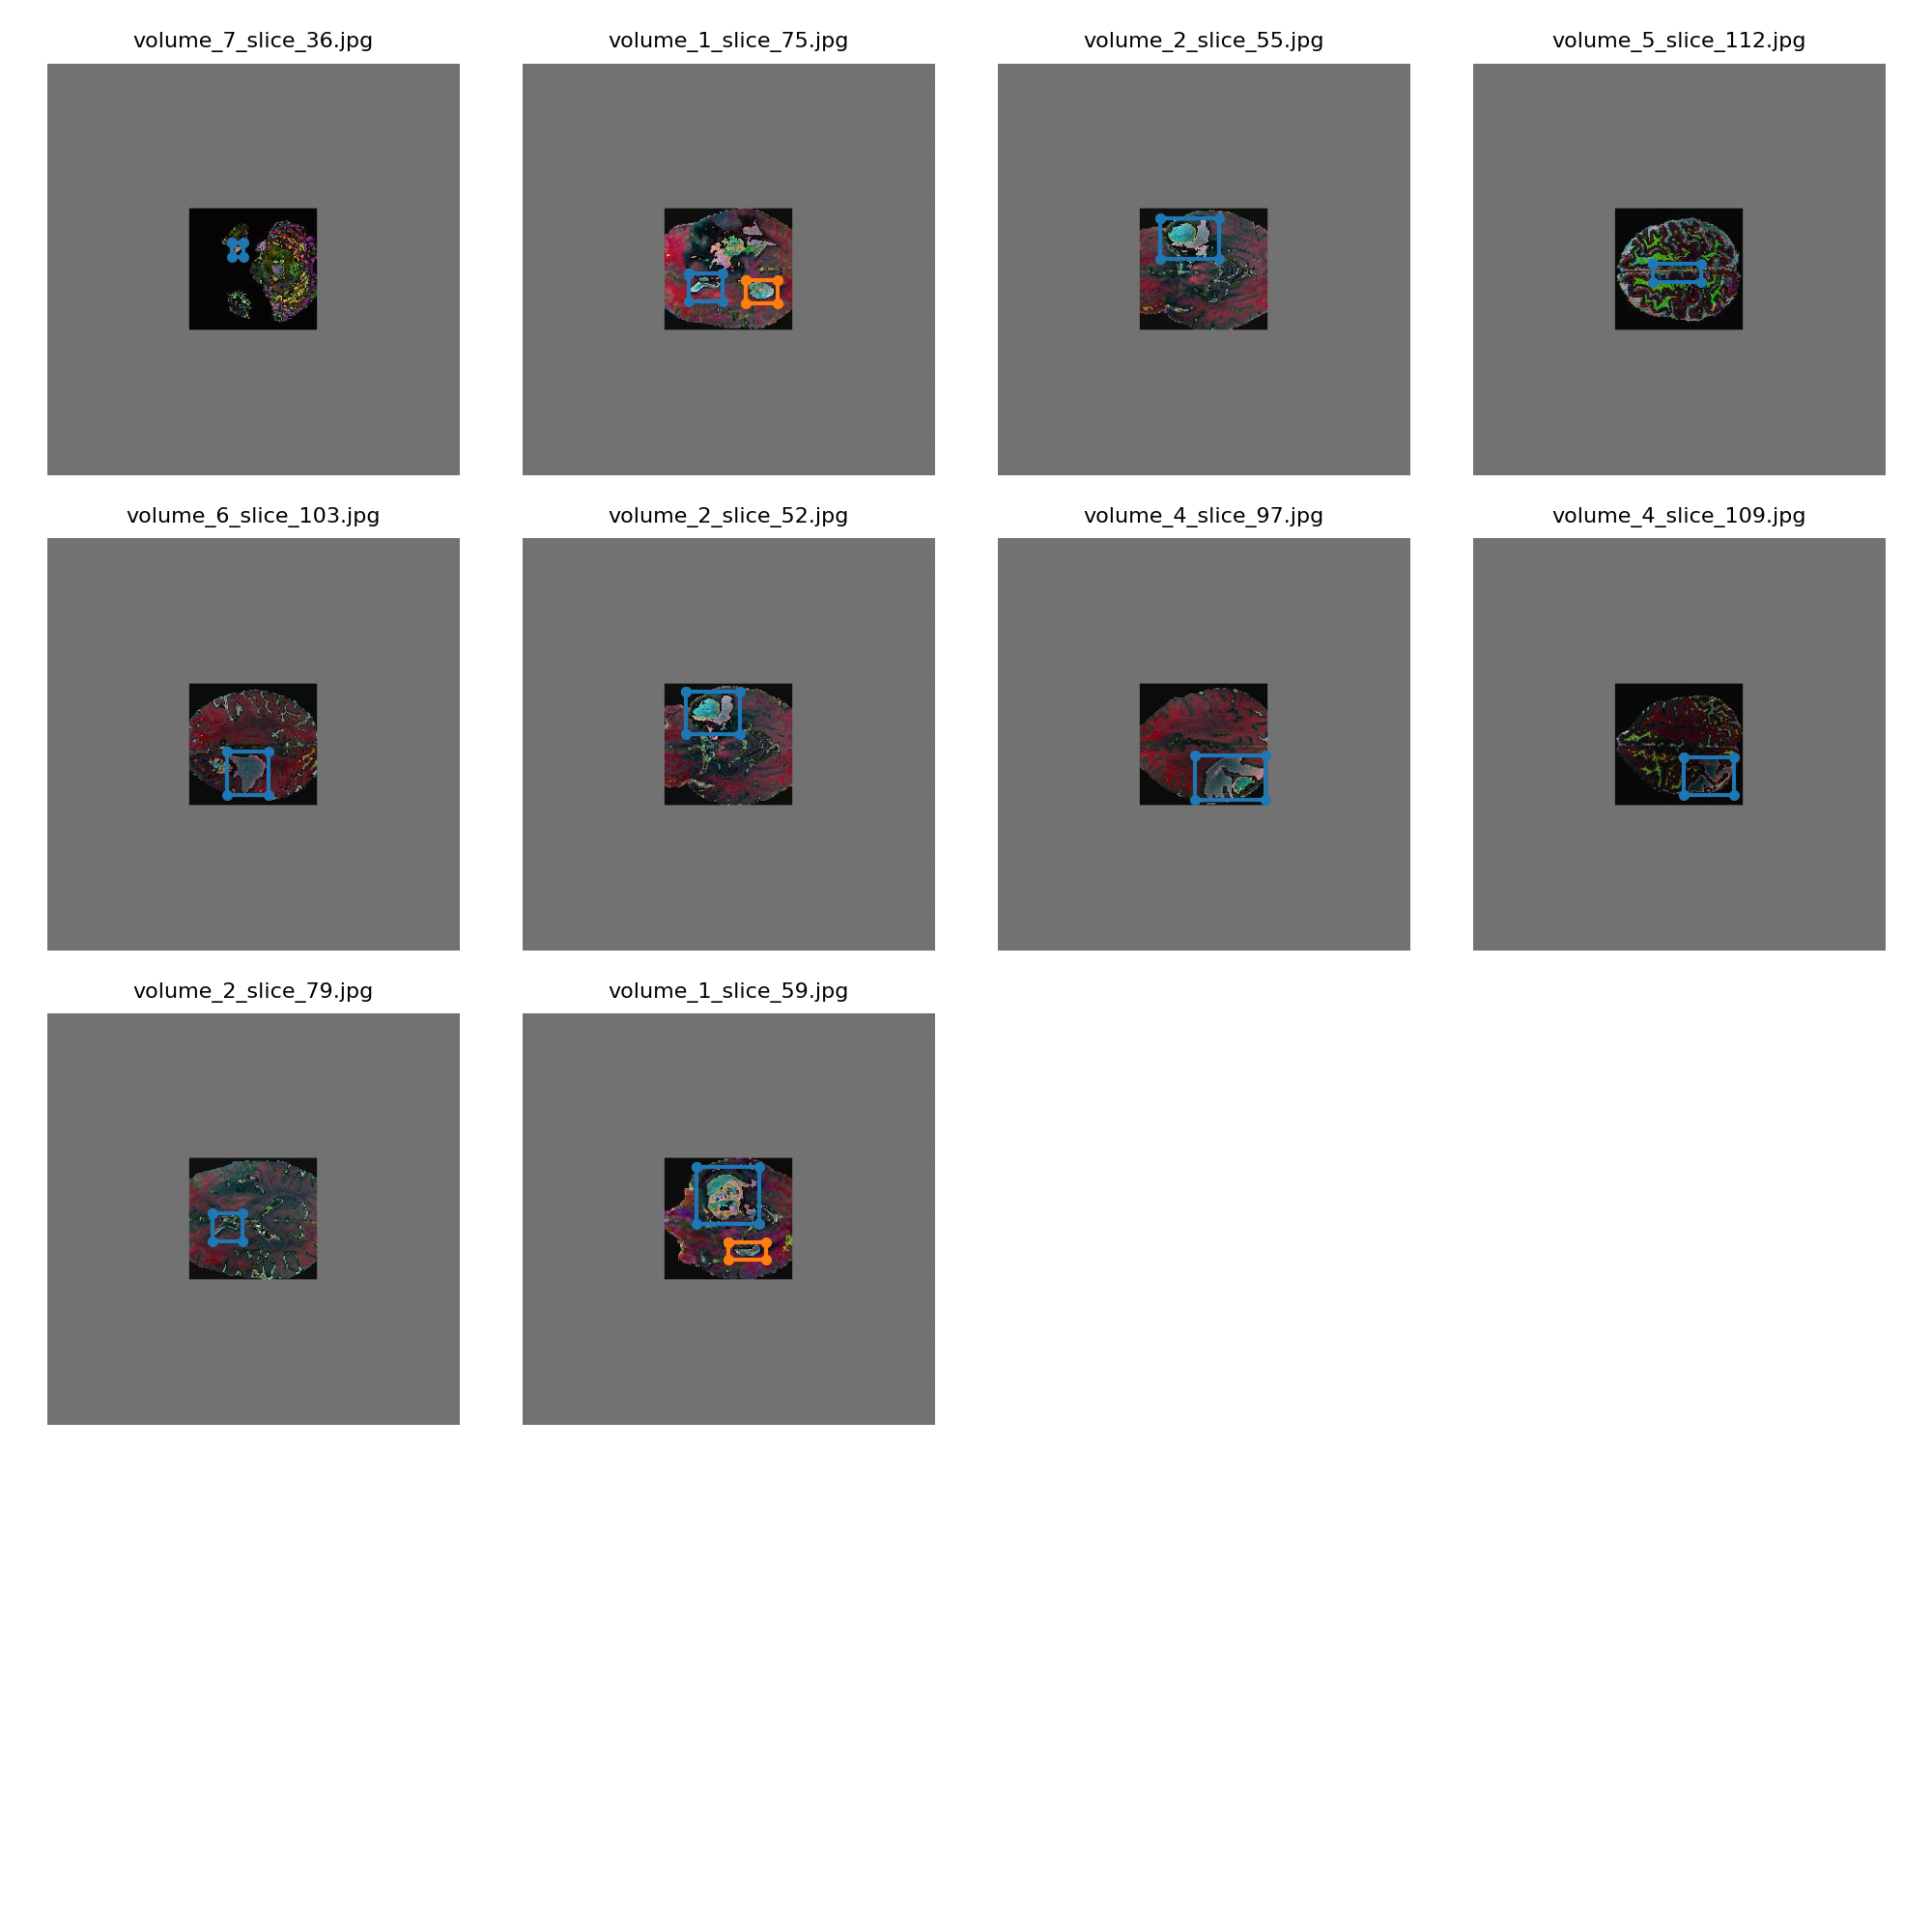 volume_7_slice_36.jpg
volume_1_slice_75.jpg
volume_2_slice_55.jpg
volume_5_slice_112.jpg
volume_6_slice_103.jpg
volume_2_slice_52.jpg
volume_4_slice_97.jpg
volume_4_slice_109.jpg
volume_2_slice_79.jpg
volume_1_slice_59.jpg